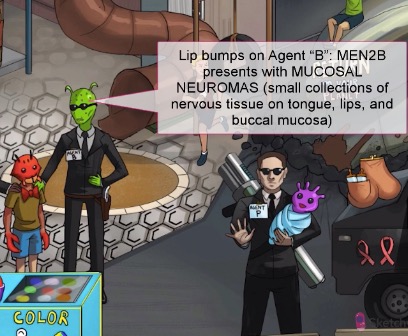 Lip bumps on Agent “B”: MEN2B
presents with MUCOSAL
NEUROMAS (small collections of
nervous tissue on tongue, lips, and
buccal mucosa)
AGENT
AGENT
P
COLOR